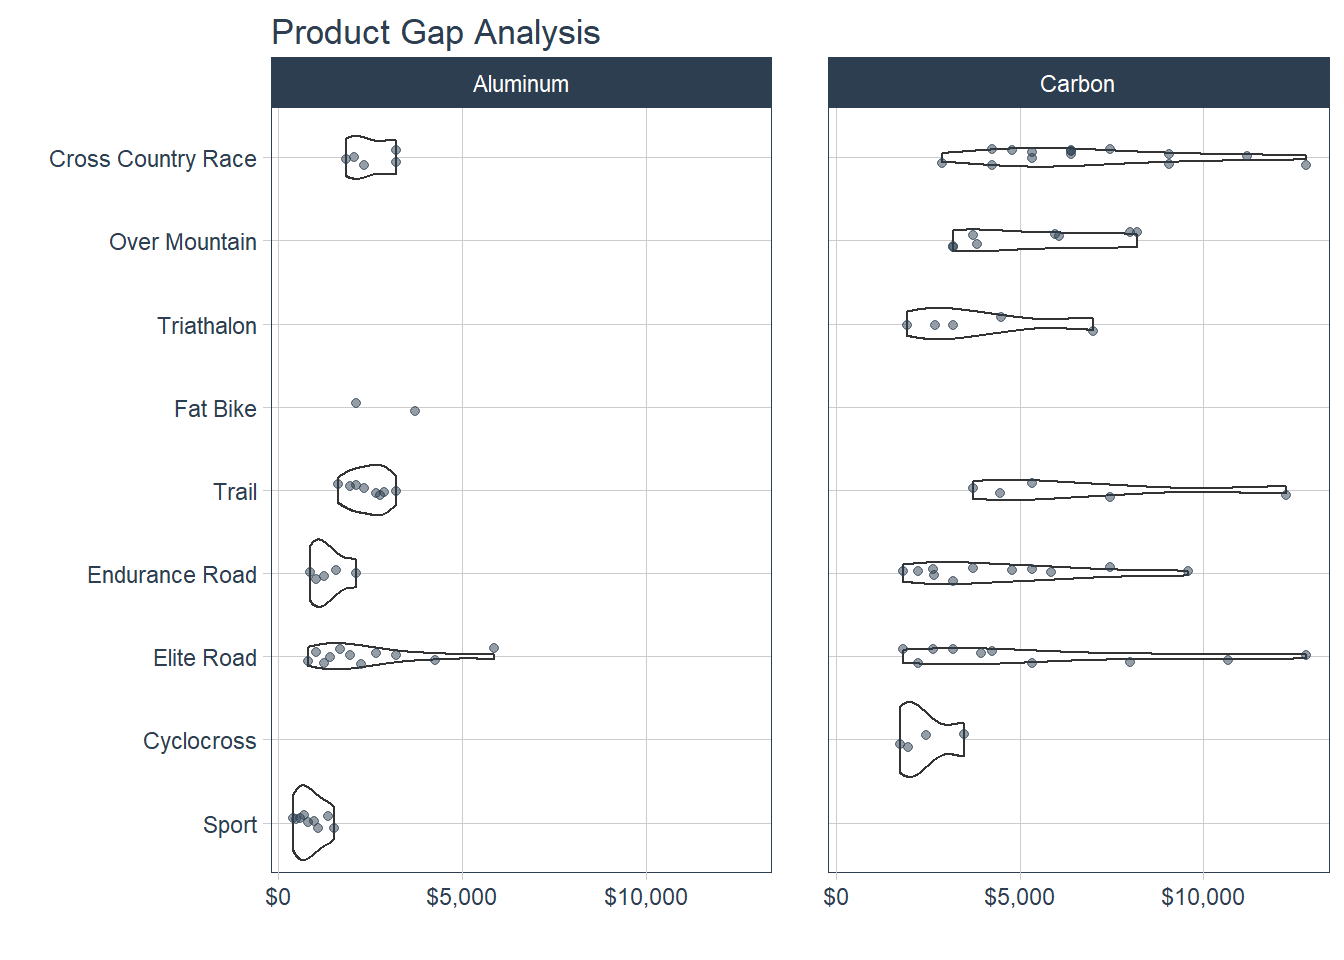 Product Gap Analysis
Aluminum
Carbon
Cross Country Race
Over Mountain
Triathalon
Fat Bike
Trail
Endurance Road
Elite Road
Cyclocross
Sport
$0 $5,000 $10,000
$0 $5,000 $10,000